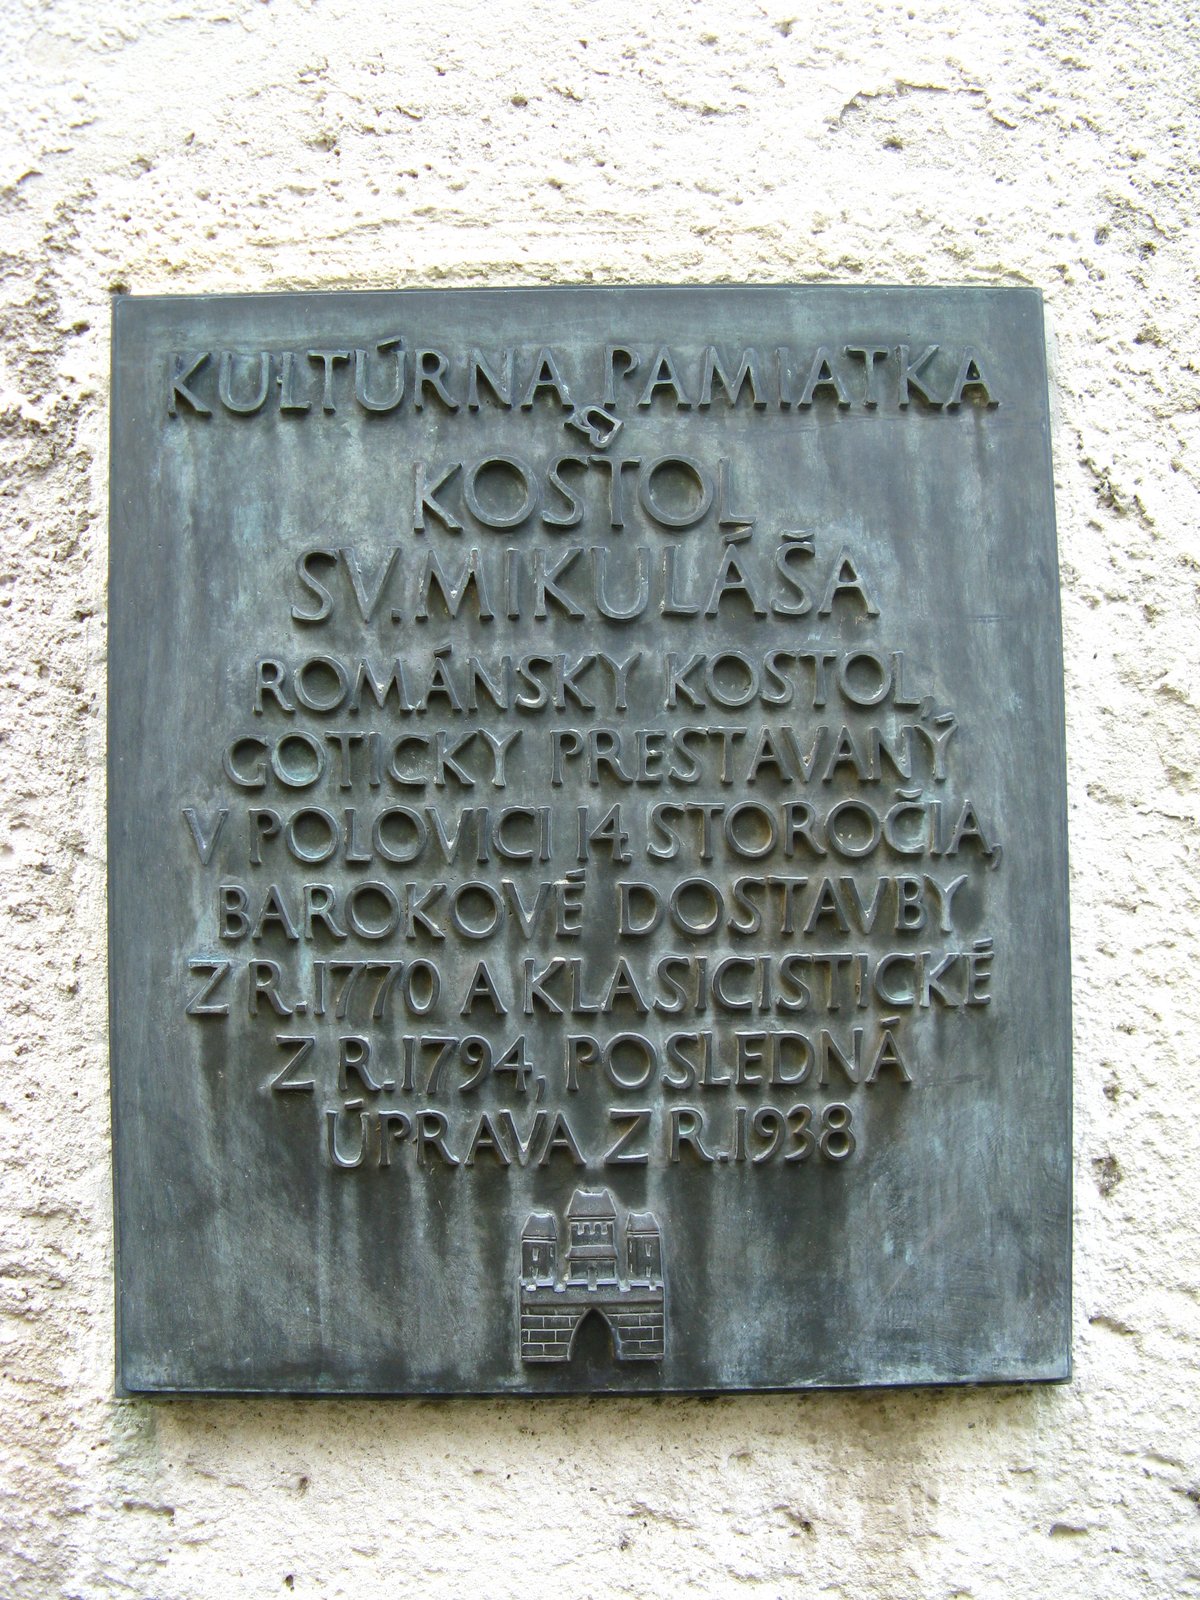 KULTÚRNA PAMIATKA
KOSTOL
SV. MIKULÁŠA
ROMÁNSKY KOSTOL,
GOTICKY PRESTAVANÝ
V POLOVICI 14. STOROČIA,
BAROKOVÉ DOSTAVBY
Z R. 1770 A KLASICISTICKÉ
Z R. 1794, POSLEDNÁ
ÚPRAVA Z R. 1938